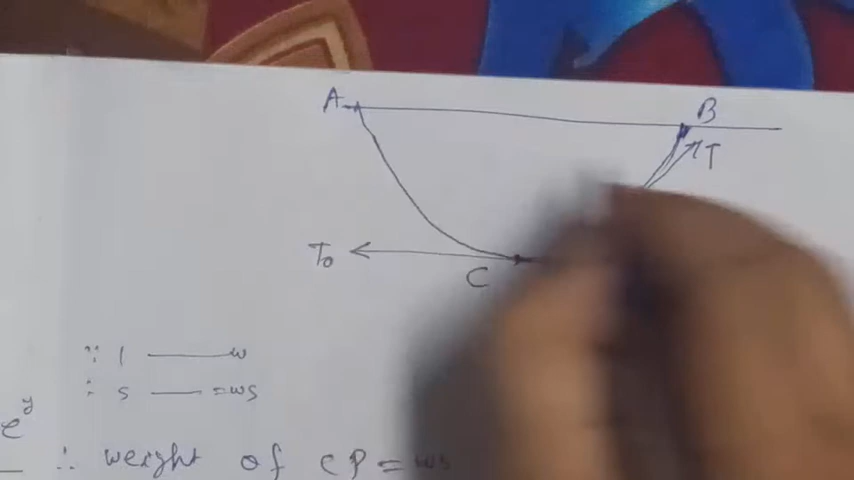 A B
T
T₀ C
∵ 1 — w
∴ s — = ws
e^y
∴ weight of CP = ws